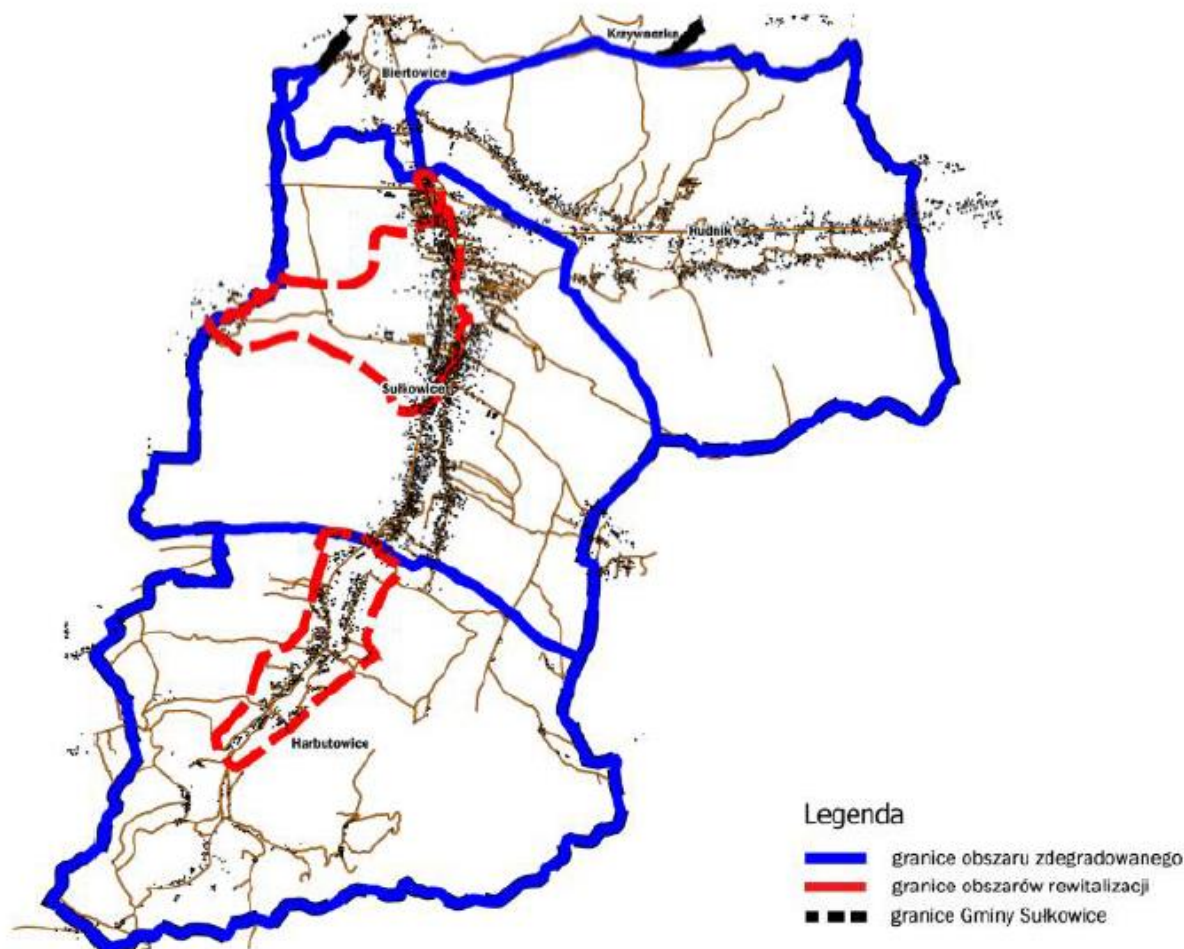 Krzywaczka
Biertowice
Rudnik
Sułkowice
Harbutowice
Legenda
granice obszaru zdegradowanego
granice obszarów rewitalizacji
granice Gminy Sułkowice